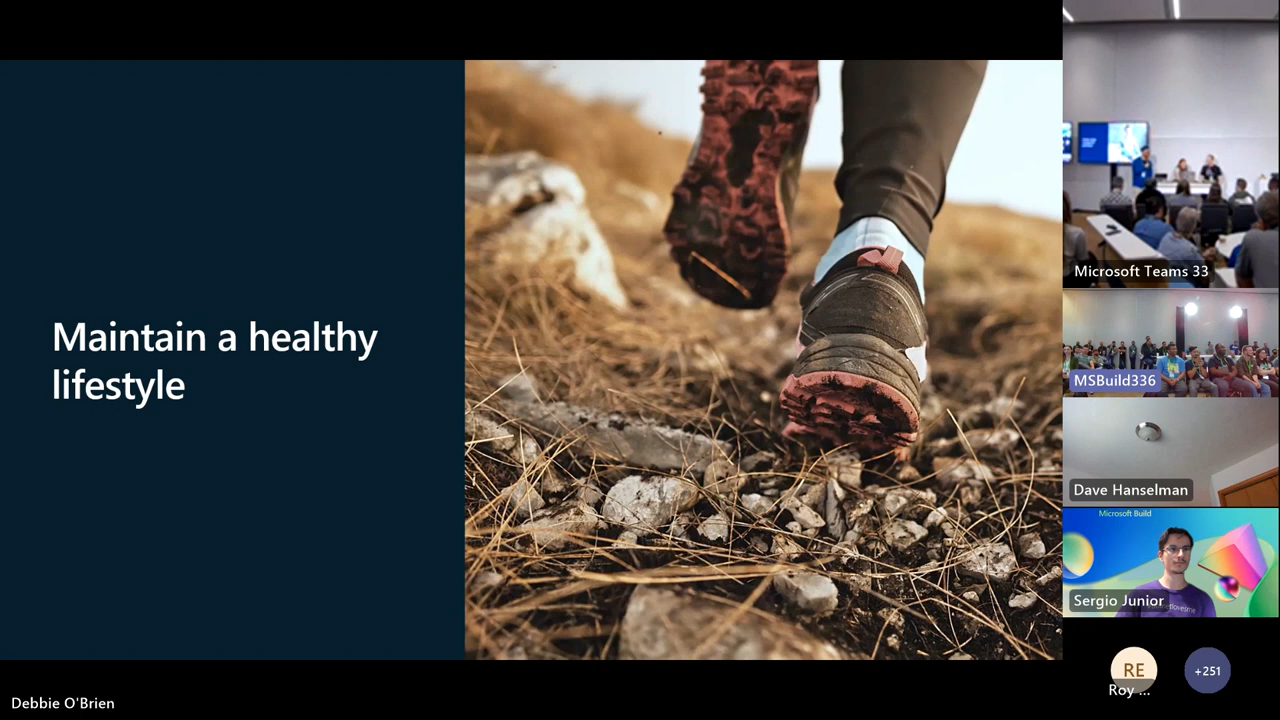 Maintain a healthy
lifestyle
Microsoft Teams 33
MSBuild336
Dave Hanselman
Microsoft Build
Sergio Junior
RE
Roy ...
+251
Debbie O'Brien